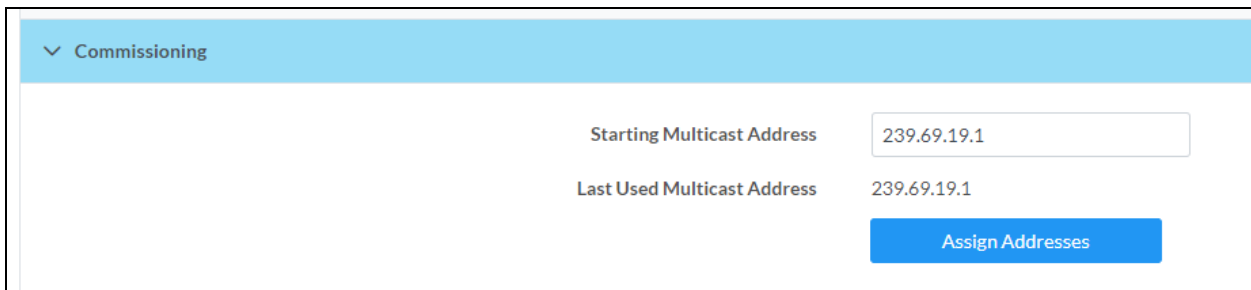 Commissioning
Starting Multicast Address 239.69.19.1
Last Used Multicast Address 239.69.19.1
Assign Addresses